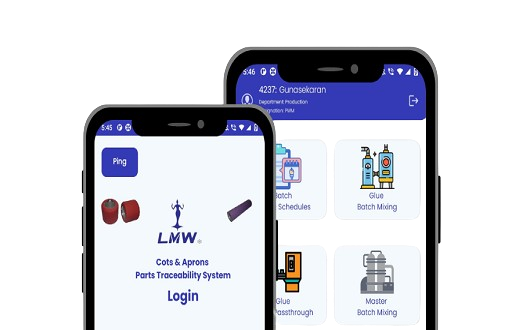 5:45
Ping
LMW
Cots & Aprons
Parts Traceability System
Login
5:46
4237: Gunasekaran
Department Production
Designation: PMM
Batch
Schedules
Glue
Batch Mixing
Glue
Passthrough
Master
Batch Mixing